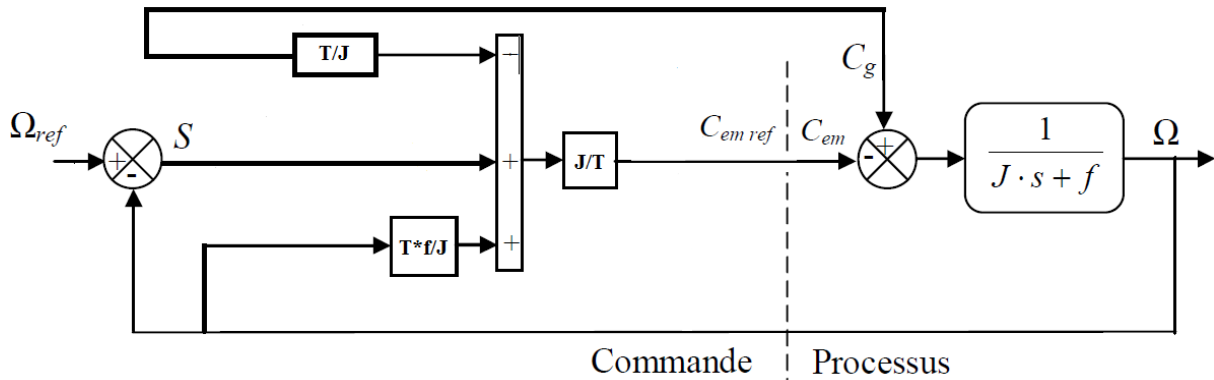 T/J
−
C_g
Ω_ref
+
-
S
+
J/T
C_em ref
C_em
-
+
1
J · s + f
Ω
T*f/J
+
Commande
Processus